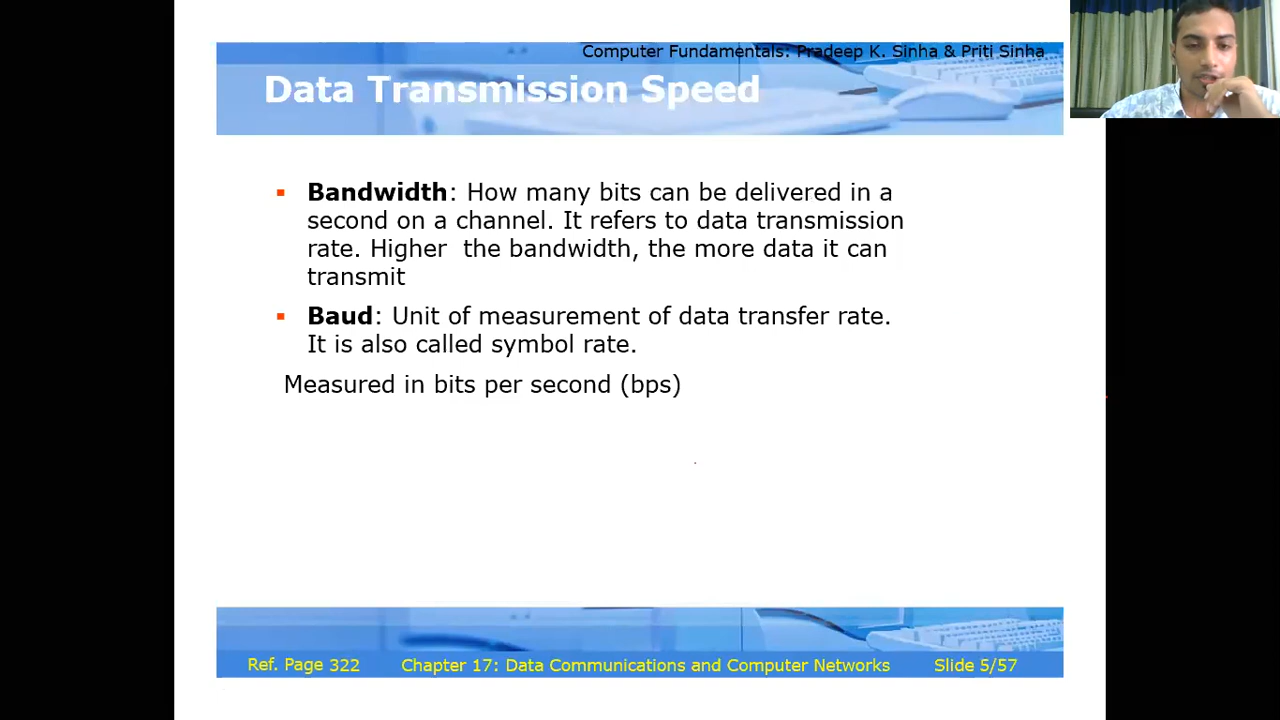 Computer Fundamentals: Pradeep K. Sinha & Priti Sinha
Data Transmission Speed
Bandwidth: How many bits can be delivered in a
second on a channel. It refers to data transmission
rate. Higher the bandwidth, the more data it can
transmit
Baud: Unit of measurement of data transfer rate.
It is also called symbol rate.
Measured in bits per second (bps)
Ref. Page 322 Chapter 17: Data Communications and Computer Networks Slide 5/57